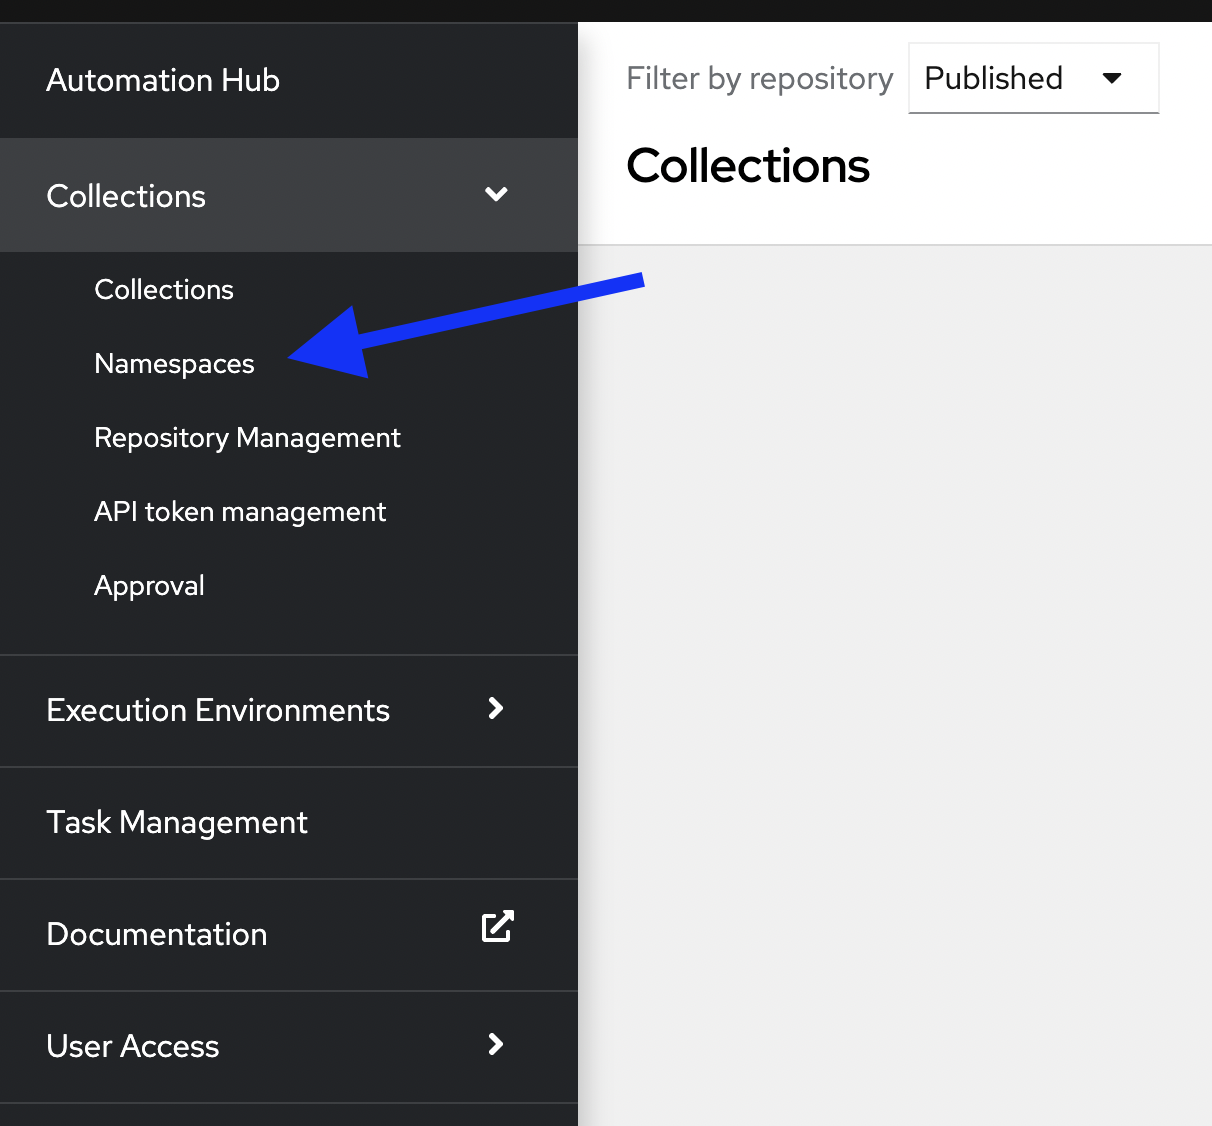 Automation Hub
Collections
Collections
Namespaces
Repository Management
API token management
Approval
Execution Environments
Task Management
Documentation
User Access
Filter by repository Published
Collections